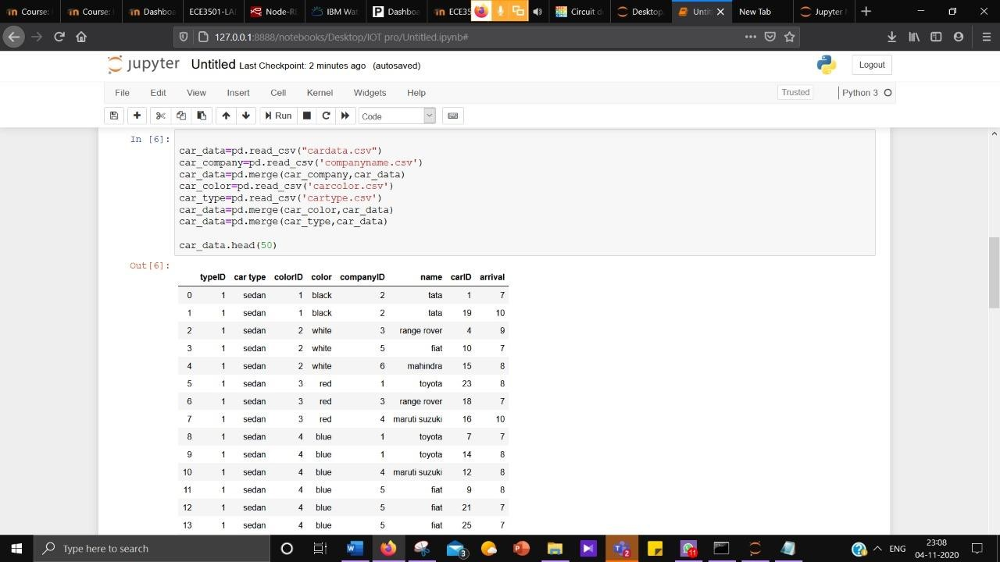 Course:
Course:
Dashboa
ECE3501-LAI
Node-RE
IBM Wat
Dashboa
ECE35
Circuit d
Desktop,
Untit
New Tab
Jupyter
127.0.0.1:8888/notebooks/Desktop/IOT pro/Untitled.ipynb#
jupyter Untitled Last Checkpoint: 2 minutes ago (autosaved)
Logout
File Edit View Insert Cell Kernel Widgets Help
Trusted
Python 3
Run
Code
In [6]:
car_data=pd.read_csv("cardata.csv")
car_company=pd.read_csv('companyname.csv')
car_data=pd.merge(car_company,car_data)
car_color=pd.read_csv('carcolor.csv')
car_type=pd.read_csv('cartype.csv')
car_data=pd.merge(car_color,car_data)
car_data=pd.merge(car_type,car_data)
car_data.head(50)
Out[6]:
typeID car type colorID color companyID name carID arrival
0 1 sedan 1 black 2 tata 1 7
1 1 sedan 1 black 2 tata 19 10
2 1 sedan 2 white 3 range rover 4 9
3 1 sedan 2 white 5 fiat 10 7
4 1 sedan 2 white 6 mahindra 15 8
5 1 sedan 3 red 1 toyota 23 8
6 1 sedan 3 red 3 range rover 18 7
7 1 sedan 3 red 4 maruti suzuki 16 10
8 1 sedan 4 blue 1 toyota 7 7
9 1 sedan 4 blue 1 toyota 14 8
10 1 sedan 4 blue 4 maruti suzuki 12 8
11 1 sedan 4 blue 5 fiat 9 8
12 1 sedan 4 blue 5 fiat 21 7
13 1 sedan 4 blue 5 fiat 25 7
Type here to search
3
2
11
ENG
23:08
04-11-2020